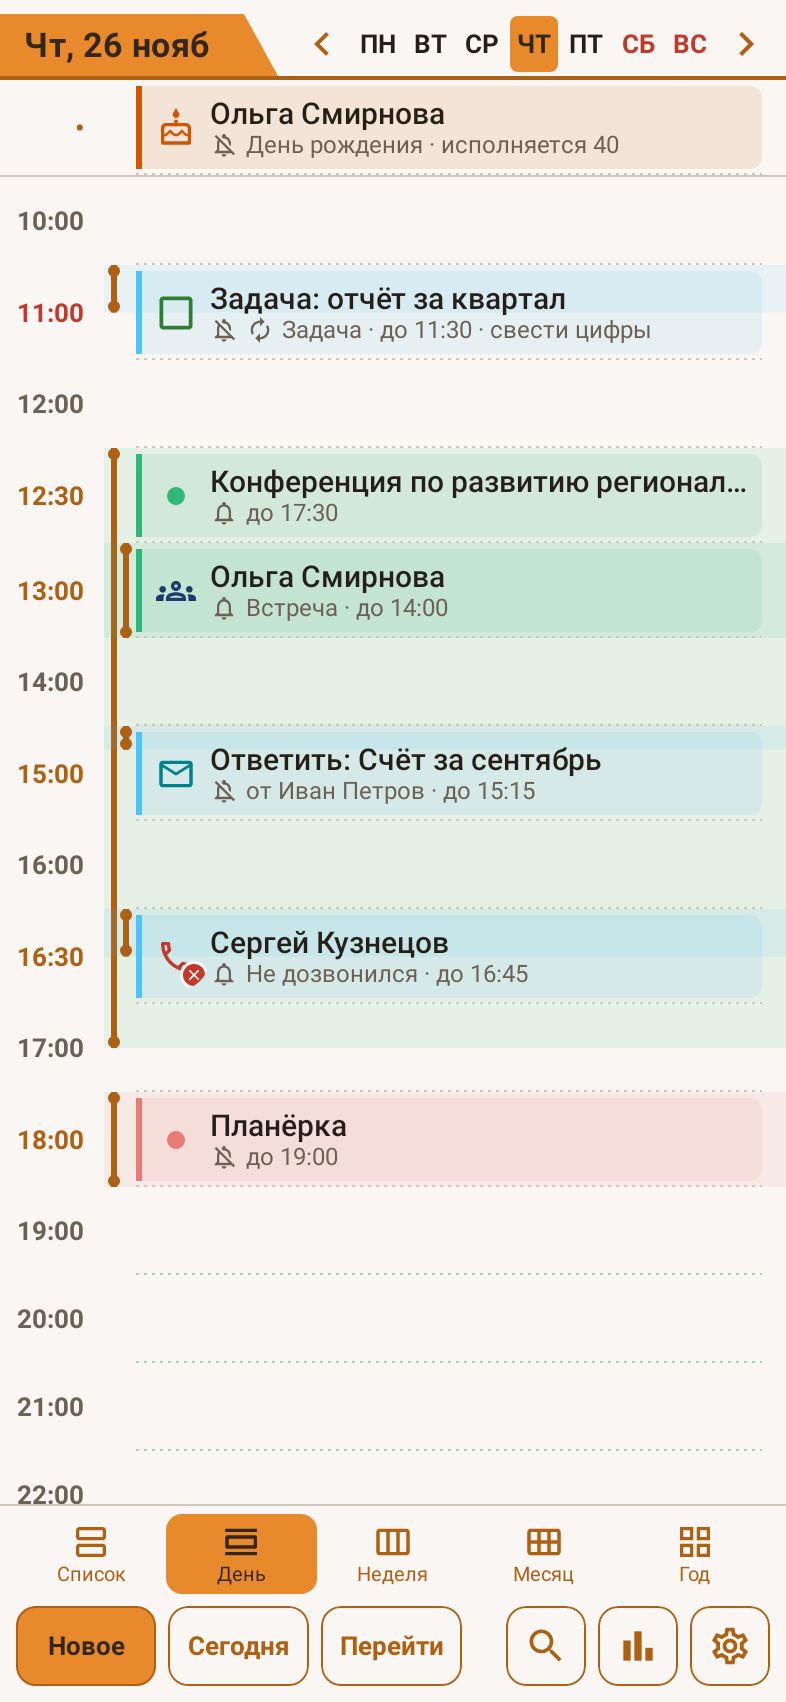 Чт, 26 нояб
ПН ВТ СР ЧТ ПТ СБ ВС
Ольга Смирнова
День рождения · исполняется 40
10:00
11:00
Задача: отчёт за квартал
Задача · до 11:30 · свести цифры
12:00
12:30
Конференция по развитию регионал...
до 17:30
13:00
Ольга Смирнова
Встреча · до 14:00
14:00
15:00
Ответить: Счёт за сентябрь
от Иван Петров · до 15:15
16:00
16:30
Сергей Кузнецов
Не дозвонился · до 16:45
17:00
18:00
Планёрка
до 19:00
19:00
20:00
21:00
22:00
Список День Неделя Месяц Год
Новое Сегодня Перейти